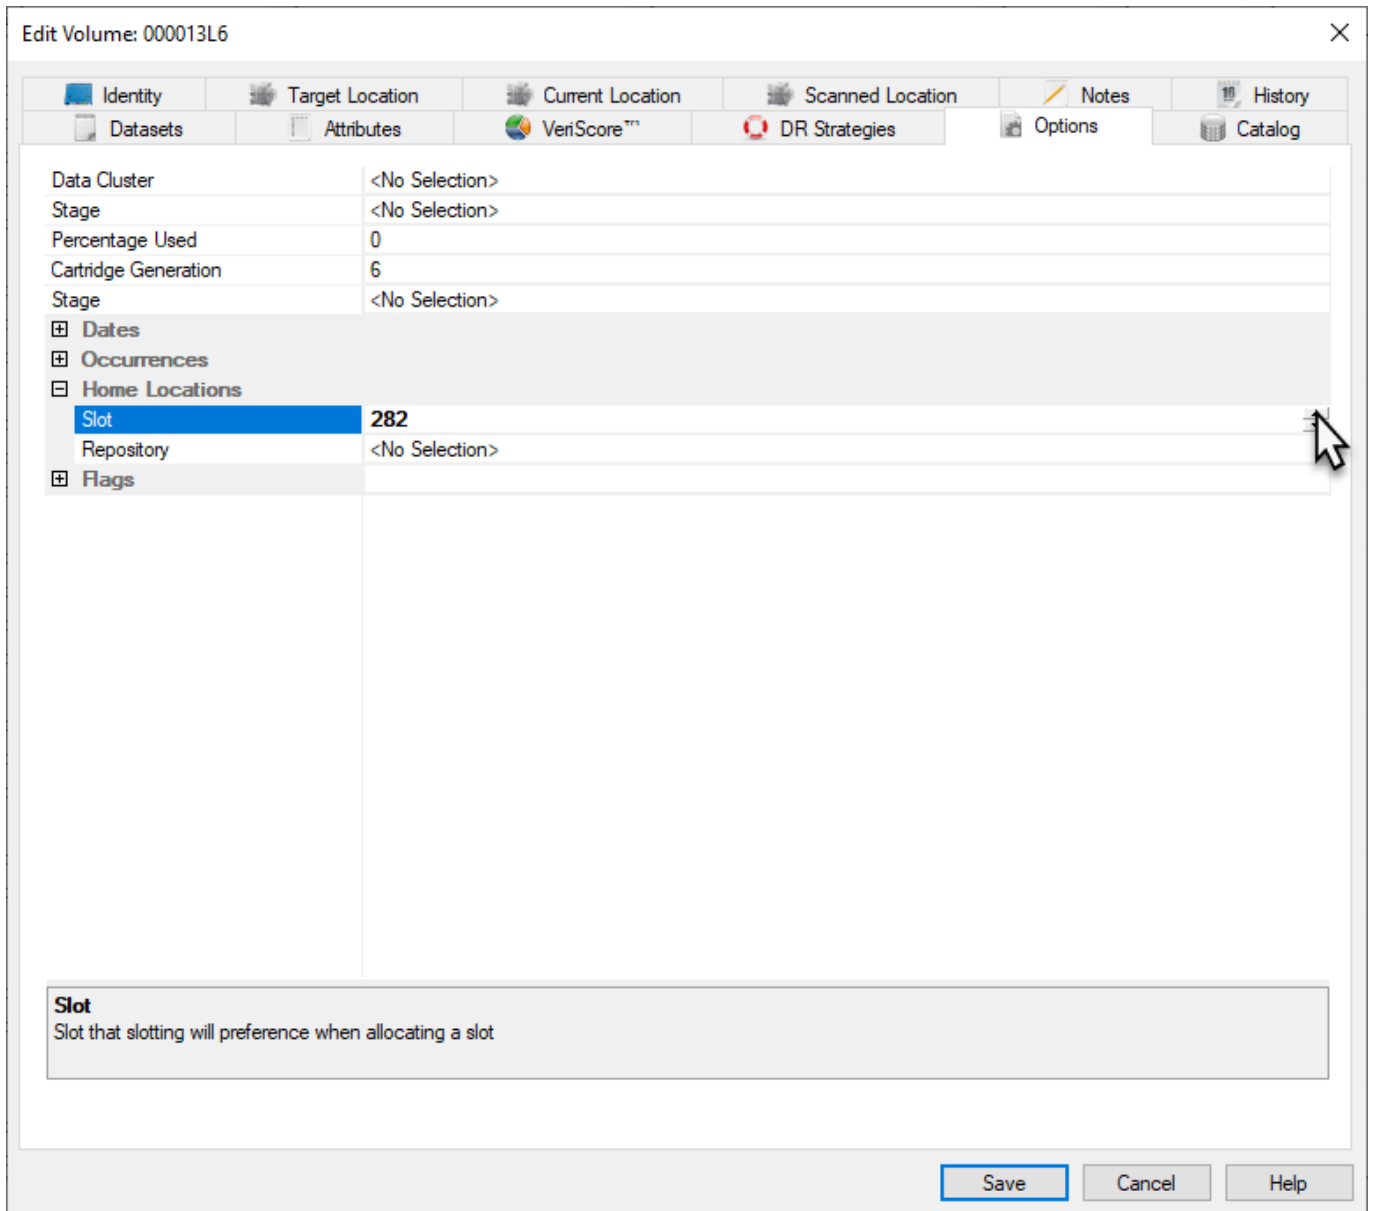 Edit Volume: 000013L6
Identity Target Location Current Location Scanned Location Notes 16 History
Datasets Attributes VeriScore™ DR Strategies Options Catalog
Data Cluster <No Selection>
Stage <No Selection>
Percentage Used 0
Cartridge Generation 6
Stage <No Selection>
Dates
Occurrences
Home Locations
Slot 282
Repository <No Selection>
Flags
Slot
Slot that slotting will preference when allocating a slot
Save Cancel Help